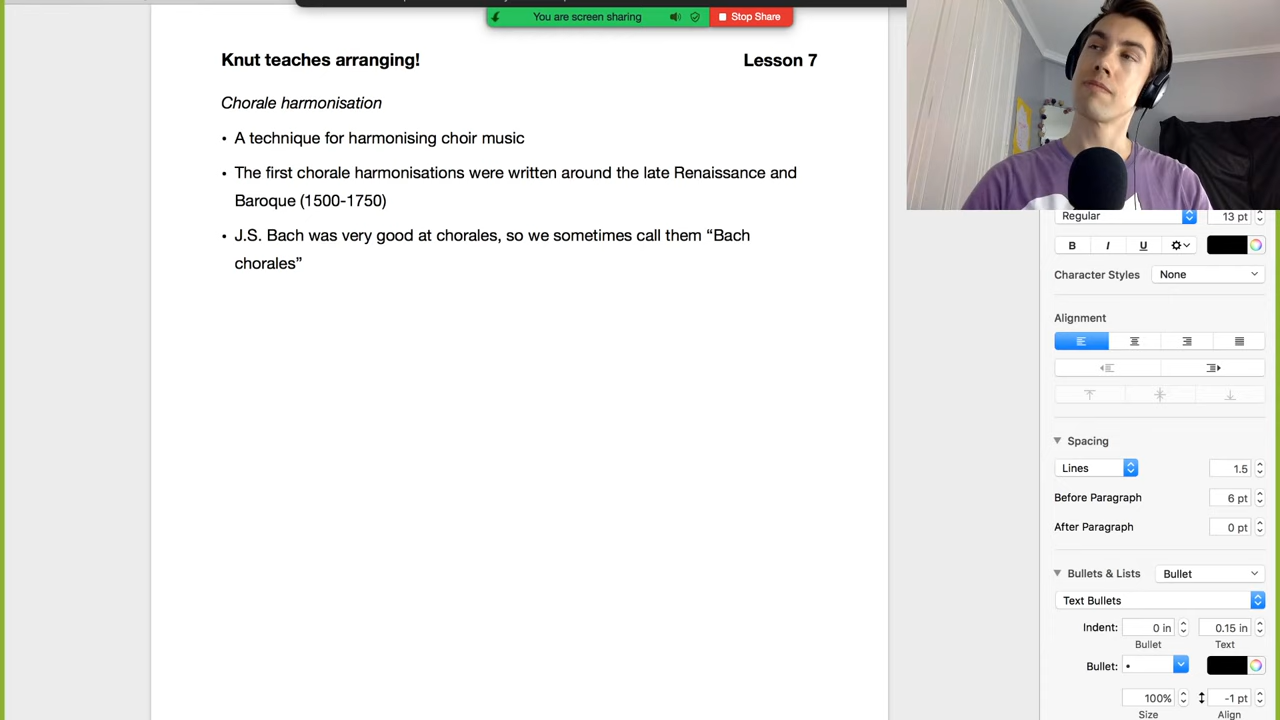 You are screen sharing
Stop Share
Knut teaches arranging!
Lesson 7
Chorale harmonisation
• A technique for harmonising choir music
• The first chorale harmonisations were written around the late Renaissance and
Baroque (1500-1750)
• J.S. Bach was very good at chorales, so we sometimes call them “Bach
chorales”
Regular
13 pt
B I U
Character Styles
None
Alignment
Spacing
Lines
1.5
Before Paragraph
6 pt
After Paragraph
0 pt
Bullets & Lists
Bullet
Text Bullets
Indent:
0 in
0.15 in
Bullet
Text
Bullet:
•
100%
-1 pt
Size
Align